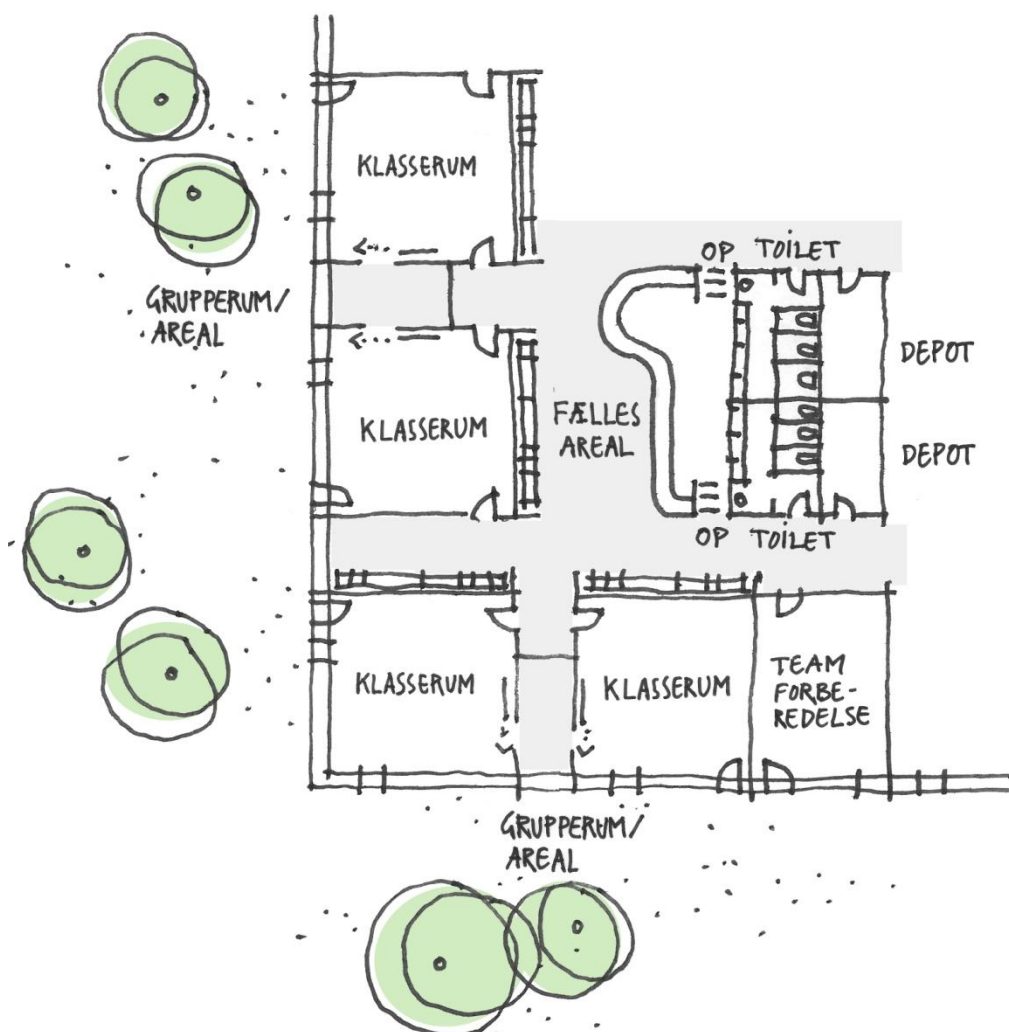 KLASSERUM
OP TOILET
GRUPPERUM/
AREAL
DEPOT
KLASSERUM
FÆLLES
AREAL
DEPOT
OP TOILET
KLASSERUM
KLASSERUM
TEAM
FORBE-
REDELSE
GRUPPERUM/
AREAL